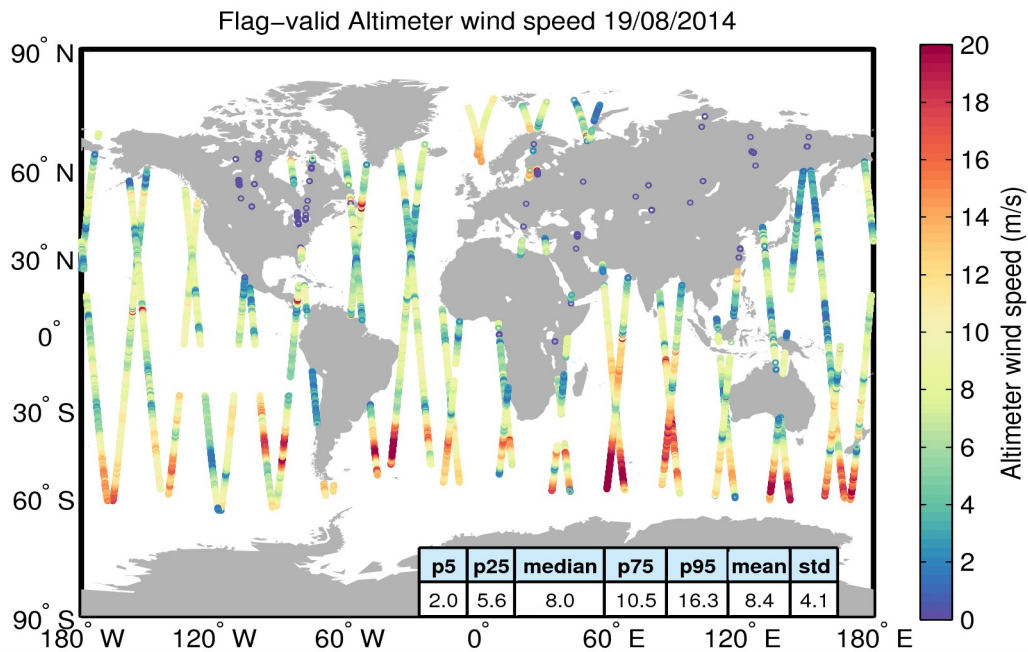 Flag−valid Altimeter wind speed 19/08/2014
90° N
60° N
30° N
0°
30° S
60° S
90° S
180° W
120° W
60° W
0°
60° E
120° E
180° E
p5 p25 median p75 p95 mean std
2.0 5.6 8.0 10.5 16.3 8.4 4.1
20
18
16
14
12
10
8
6
4
2
0
Altimeter wind speed (m/s)